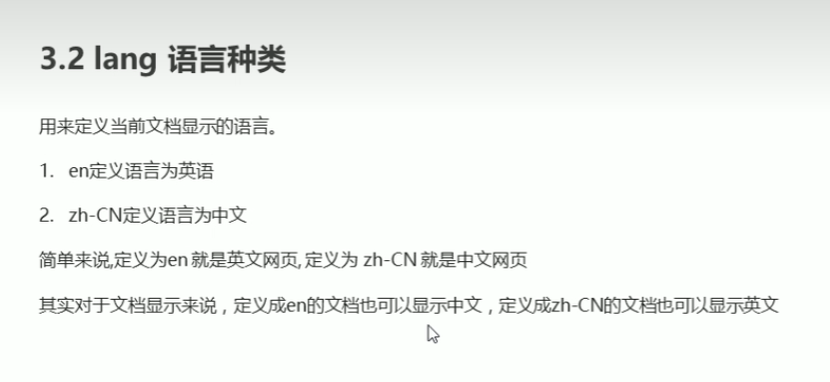 3.2 lang 语言种类
用来定义当前文档显示的语言。
1. en定义语言为英语
2. zh-CN定义语言为中文
简单来说,定义为en 就是英文网页, 定义为 zh-CN 就是中文网页
其实对于文档显示来说，定义成en的文档也可以显示中文，定义成zh-CN的文档也可以显示英文